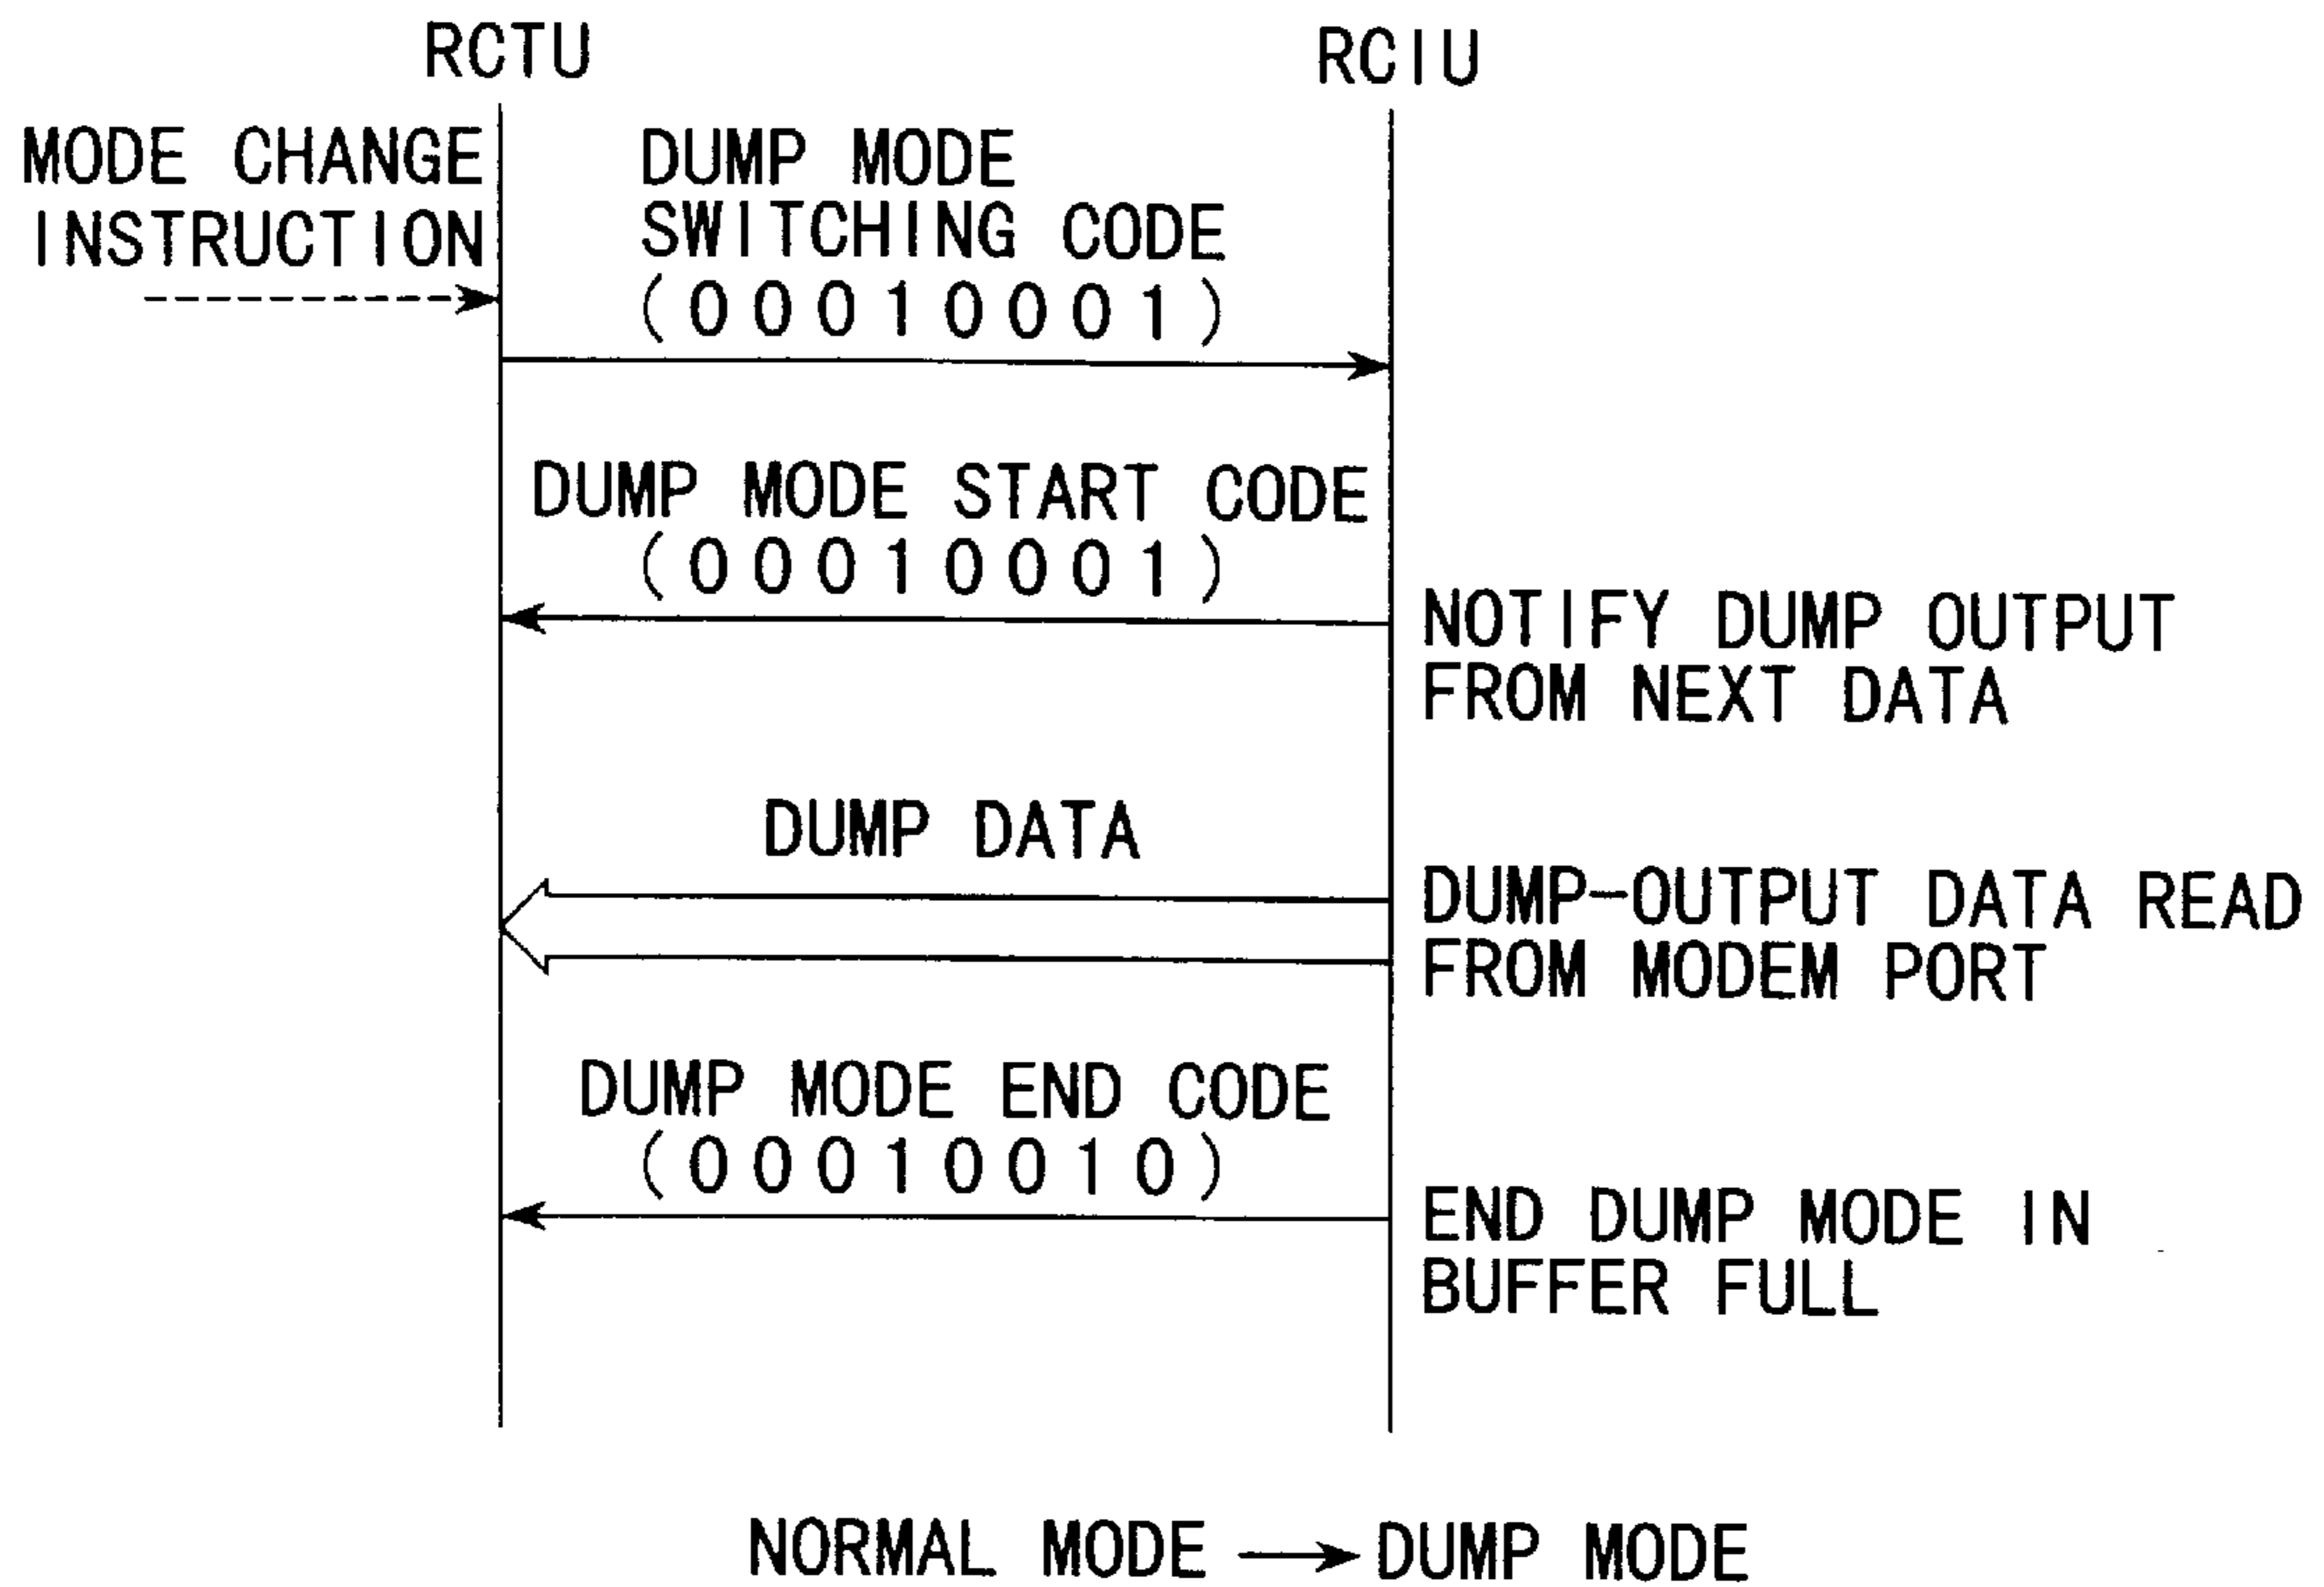 RCTU
RCIU
MODE CHANGE
INSTRUCTION
DUMP MODE
SWITCHING CODE
(00010001)
DUMP MODE START CODE
(00010001)
NOTIFY DUMP OUTPUT
FROM NEXT DATA
DUMP DATA
DUMP-OUTPUT DATA READ
FROM MODEM PORT
DUMP MODE END CODE
(00010010)
END DUMP MODE IN
BUFFER FULL
NORMAL MODE → DUMP MODE